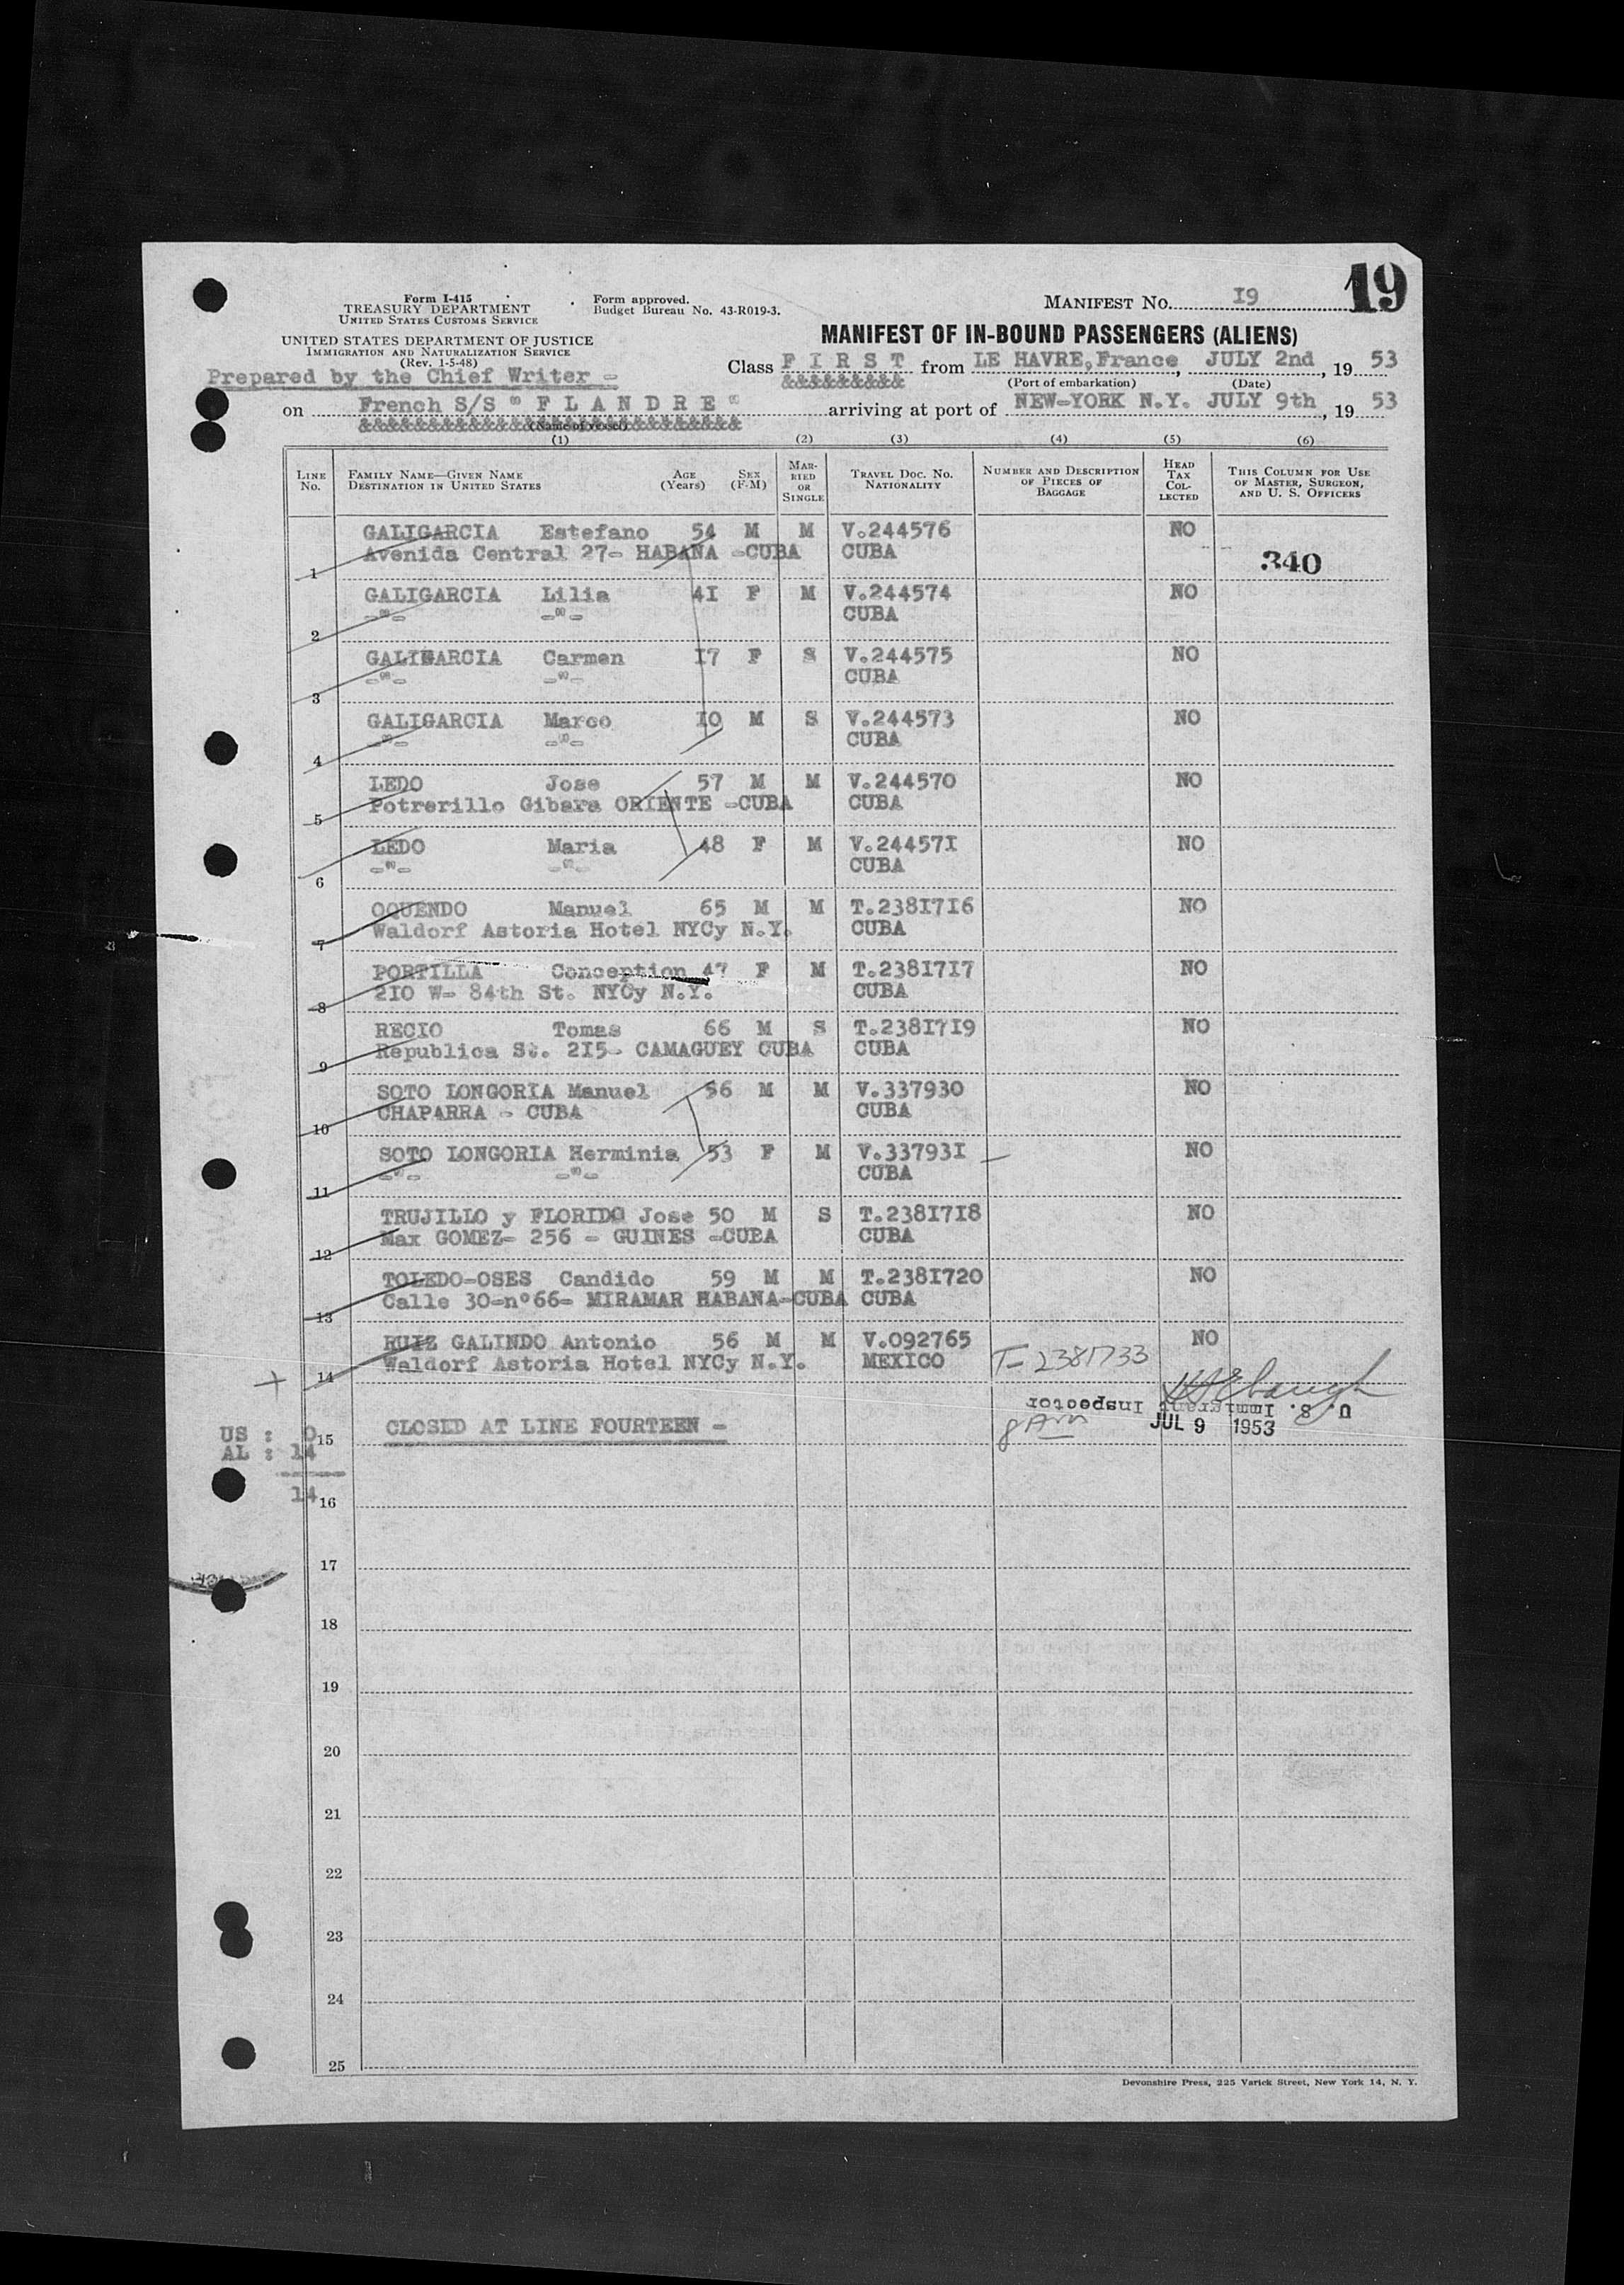 19
Form I-415
TREASURY DEPARTMENT
UNITED STATES CUSTOMS SERVICE
UNITED STATES DEPARTMENT OF JUSTICE
IMMIGRATION AND NATURALIZATION SERVICE
(Rev. 1-5-48)
Form approved.
Budget Bureau No. 43-R019-3.
MANIFEST NO. I9
MANIFEST OF IN-BOUND PASSENGERS (ALIENS)
Prepared by the Chief Writer -
Class F I R S T from LE HAVRE,France, JULY 2nd, 19 53
&&&&&&&&& (Port of embarkation) (Date)
on French S/S " F L A N D R E " arriving at port of NEW-YORK N.Y. JULY 9th, 19 53
(Name of vessel)
(1) (2) (3) (4) (5) (6)
LINE No. FAMILY NAME—GIVEN NAME DESTINATION IN UNITED STATES AGE (Years) SEX (F-M) MARRIED OR SINGLE TRAVEL DOC. NO. NATIONALITY NUMBER AND DESCRIPTION OF PIECES OF BAGGAGE HEAD TAX COLLECTED THIS COLUMN FOR USE OF MASTER, SURGEON, AND U. S. OFFICERS
GALIGARCIA Estefano 54 M M V.244576 NO
1 Avenida Central 27- HABANA -CUBA CUBA 340
GALIGARCIA Lilia 4I F M V.244574 NO
2 -"- -"- CUBA
GALIGARCIA Carmen I7 F S V.244575 NO
3 -"- -"- CUBA
GALIGARCIA Marco I0 M S V.244573 NO
4 -"- -"- CUBA
LEDO Jose 57 M M V.244570 NO
5 Potrerillo Gibara ORIENTE -CUBA CUBA
LEDO Maria 48 F M V.24457I NO
6 -"- -"- CUBA
OQUENDO Manuel 65 M M T.238I7I6 NO
7 Waldorf Astoria Hotel NYCy N.Y. CUBA
PORTILLA Conception 47 F M T.238I7I7 NO
8 2I0 W- 84th St. NYCy N.Y. CUBA
RECIO Tomas 66 M S T.238I7I9 NO
9 Republica St. 2I5- CAMAGUEY CUBA CUBA
SOTO LONGORIA Manuel 56 M M V.337930 NO
10 CHAPARRA - CUBA CUBA
SOTO LONGORIA Herminia 53 F M V.33793I NO
11 -"- -"- CUBA
TRUJILLO y FLORIDO Jose 50 M S T.238I7I8 NO
12 Max GOMEZ- 256 - GUINES -CUBA CUBA
TOLEDO-OSES Candido 59 M M T.238I720 NO
13 Calle 30-n°66- MIRAMAR HABANA-CUBA CUBA
RUIZ GALINDO Antonio 56 M M V.092765 NO
14 Waldorf Astoria Hotel NYCy N.Y. MEXICO T-2381733
U. S. Immigrant Inspector
8 Am JUL 9 1953
15 CLOSED AT LINE FOURTEEN -
US : 0
AL : 14
14
16
17
18
19
20
21
22
23
24
25
Devonshire Press, 225 Varick Street, New York 14, N. Y.